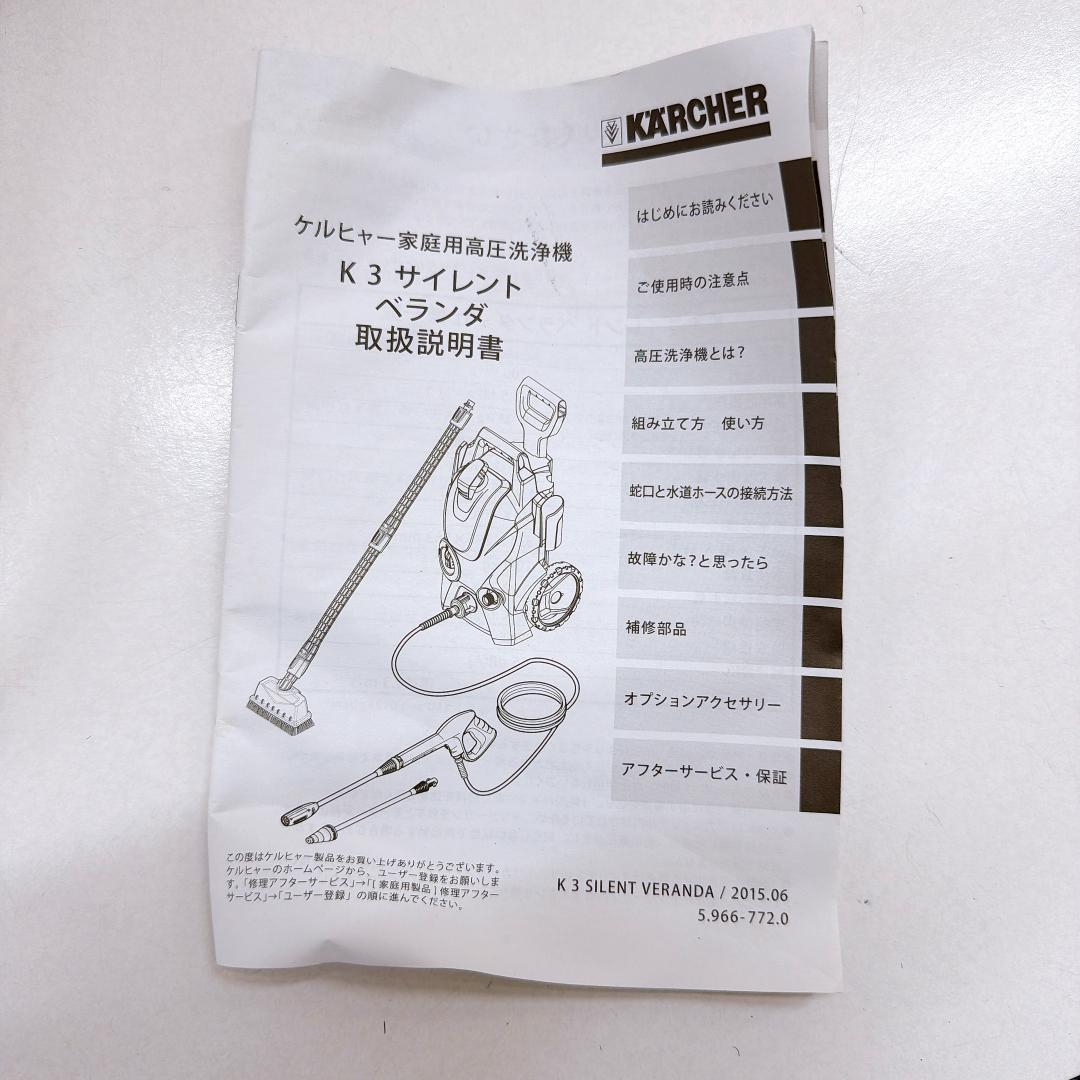 KÄRCHER
ケルヒャー家庭用高圧洗浄機
K 3 サイレント
ベランダ
取扱説明書
はじめにお読みください
ご使用時の注意点
高圧洗浄機とは?
組み立て方 使い方
蛇口と水道ホースの接続方法
故障かな?と思ったら
補修部品
オプションアクセサリー
アフターサービス・保証
この度はケルヒャー製品をお買い上げありがとうございます。
ケルヒャーのホームページから、ユーザー登録をお願いしま
す。「修理アフターサービス」→「[ 家庭用製品 ] 修理アフター
サービス」→「ユーザー登録」の順に進んでください。
K 3 SILENT VERANDA / 2015.06
5.966-772.0